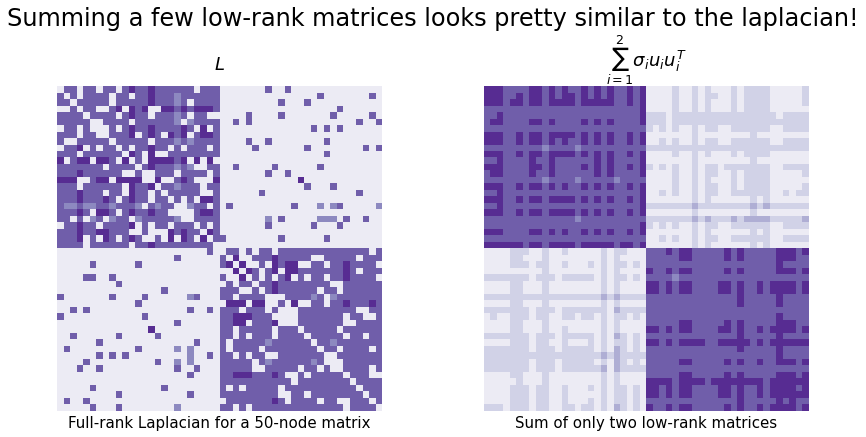 Summing a few low-rank matrices looks pretty similar to the laplacian!
L
∑_{i=1}^{2} σ_i u_i u_i^T
Full-rank Laplacian for a 50-node matrix
Sum of only two low-rank matrices